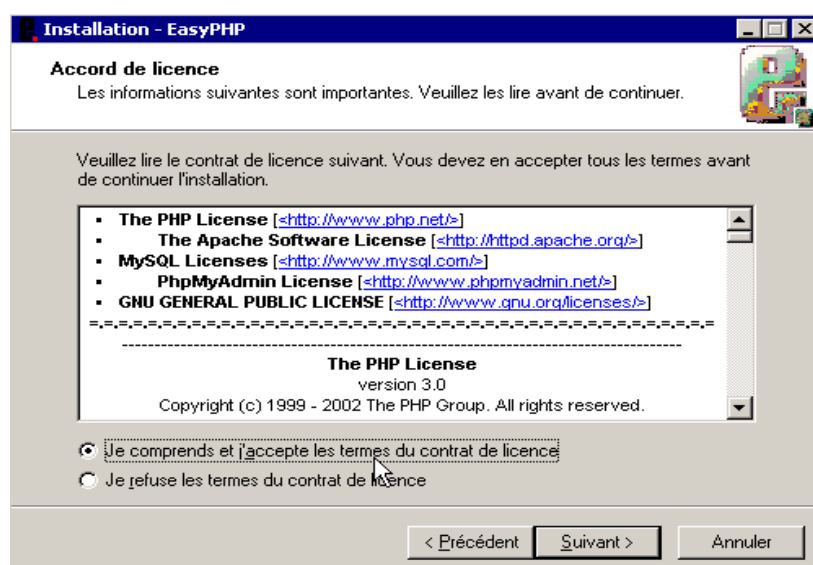 Installation - EasyPHP
Accord de licence
Les informations suivantes sont importantes. Veuillez les lire avant de continuer.
Veuillez lire le contrat de licence suivant. Vous devez en accepter tous les termes avant
de continuer l'installation.
▪ The PHP License [<http://www.php.net/>]
▪ The Apache Software License [<http://httpd.apache.org/>]
▪ MySQL Licenses [<http://www.mysql.com/>]
▪ PhpMyAdmin License [<http://www.phpmyadmin.net/>]
▪ GNU GENERAL PUBLIC LICENSE [<http://www.gnu.org/licenses/>]
=-=-=-=-=-=-=-=-=-=-=-=-=-=-=-=-=-=-=-=-=-=-=-=-=-=-=-=-=-=-=-=-=-=-=-=-=-=-=-=-=-=
--------------------------------------------------------------------------------------
The PHP License
version 3.0
Copyright (c) 1999 - 2002 The PHP Group. All rights reserved.
Je comprends et j'accepte les termes du contrat de licence
Je refuse les termes du contrat de licence
< Précédent
Suivant >
Annuler